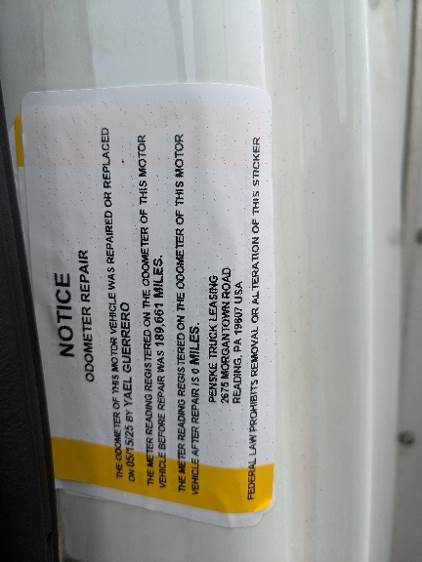 NOTICE
ODOMETER REPAIR
THE ODOMETER OF THIS MOTOR VEHICLE WAS REPAIRED OR REPLACED
ON 05/15/25 BY YAEL GUERRERO
THE METER READING REGISTERED ON THE ODOMETER OF THIS MOTOR
VEHICLE BEFORE REPAIR WAS 189,661 MILES.
THE METER READING REGISTERED ON THE ODOMETER OF THIS MOTOR
VEHICLE AFTER REPAIR IS 0 MILES.
PENSKE TRUCK LEASING
2675 MORGANTOWN ROAD
READING, PA 19607 USA
FEDERAL LAW PROHIBITS REMOVAL OR ALTERATION OF THIS STICKER